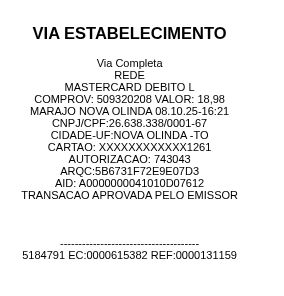 VIA ESTABELECIMENTO
Via Completa
REDE
MASTERCARD DEBITO L
COMPROV: 509320208 VALOR: 18,98
MARAJO NOVA OLINDA 08.10.25-16:21
CNPJ/CPF:26.638.338/0001-67
CIDADE-UF:NOVA OLINDA -TO
CARTAO: XXXXXXXXXXXX1261
AUTORIZACAO: 743043
ARQC:5B6731F72E9E07D3
AID: A0000000041010D07612
TRANSACAO APROVADA PELO EMISSOR
--------------------------------------
5184791 EC:0000615382 REF:0000131159